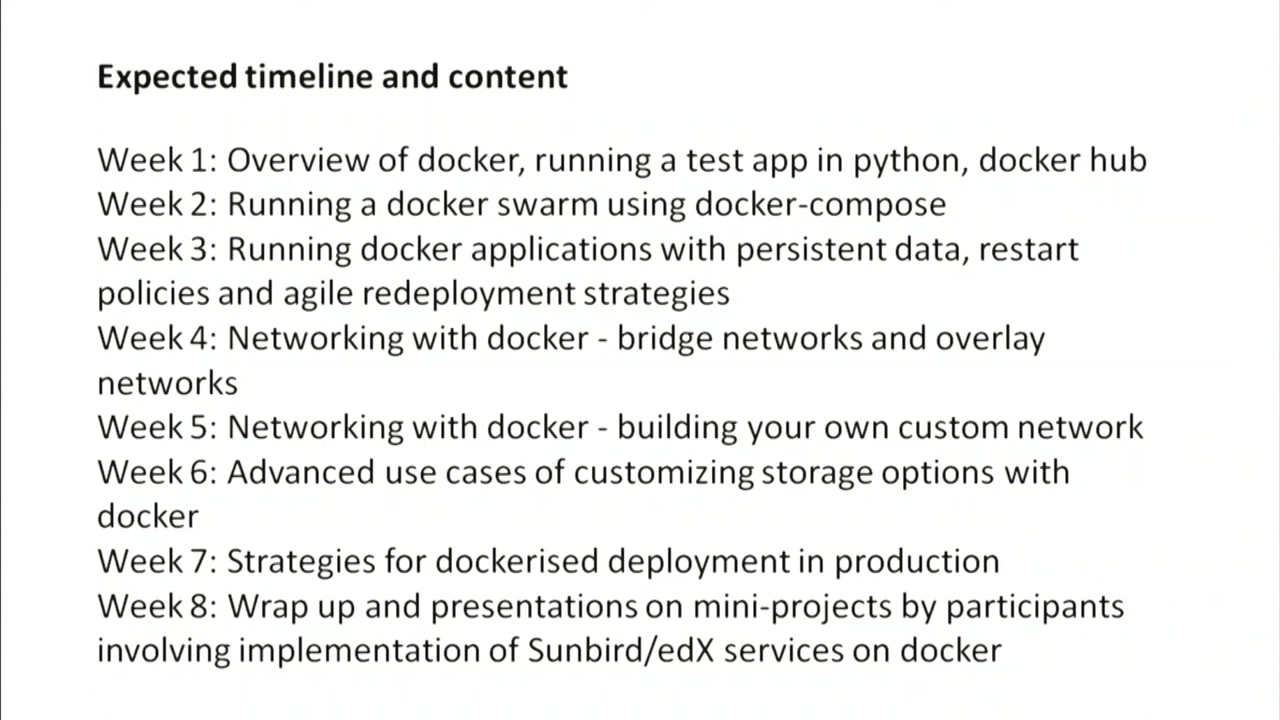 Expected timeline and content
Week 1: Overview of docker, running a test app in python, docker hub
Week 2: Running a docker swarm using docker-compose
Week 3: Running docker applications with persistent data, restart
policies and agile redeployment strategies
Week 4: Networking with docker - bridge networks and overlay
networks
Week 5: Networking with docker - building your own custom network
Week 6: Advanced use cases of customizing storage options with
docker
Week 7: Strategies for dockerised deployment in production
Week 8: Wrap up and presentations on mini-projects by participants
involving implementation of Sunbird/edX services on docker